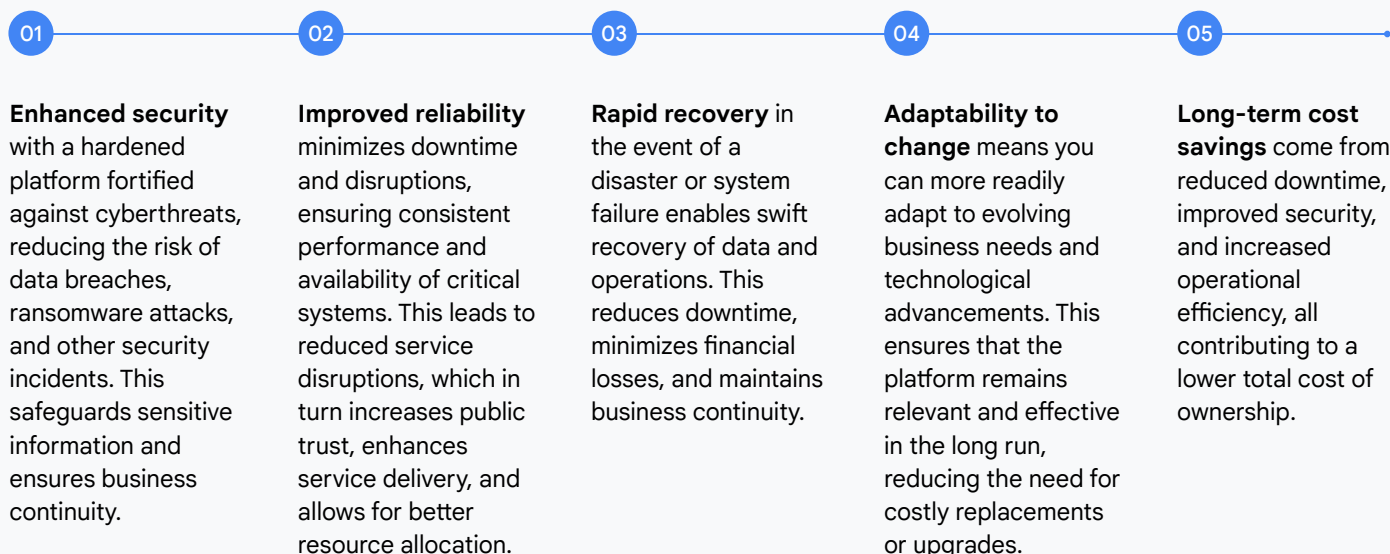 01
Enhanced security
with a hardened
platform fortified
against cyberthreats,
reducing the risk of
data breaches,
ransomware attacks,
and other security
incidents. This
safeguards sensitive
information and
ensures business
continuity.
02
Improved reliability
minimizes downtime
and disruptions,
ensuring consistent
performance and
availability of critical
systems. This leads to
reduced service
disruptions, which in
turn increases public
trust, enhances
service delivery, and
allows for better
resource allocation.
03
Rapid recovery in
the event of a
disaster or system
failure enables swift
recovery of data and
operations. This
reduces downtime,
minimizes financial
losses, and maintains
business continuity.
04
Adaptability to
change means you
can more readily
adapt to evolving
business needs and
technological
advancements. This
ensures that the
platform remains
relevant and effective
in the long run,
reducing the need for
costly replacements
or upgrades.
05
Long-term cost
savings come from
reduced downtime,
improved security,
and increased
operational
efficiency, all
contributing to a
lower total cost of
ownership.